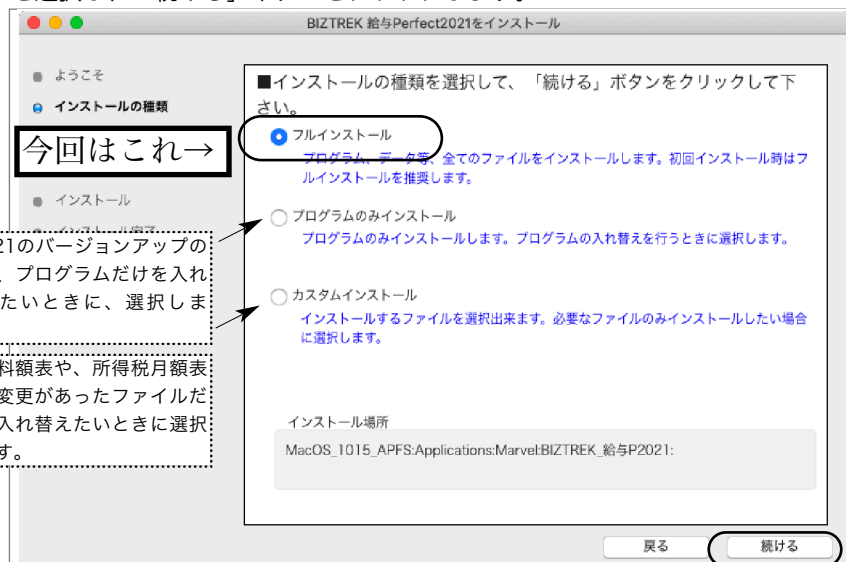 BIZTREK 給与Perfect2021をインストール
ようこそ
インストールの種類
今回はこれ→
インストール
■インストールの種類を選択して、「続ける」ボタンをクリックして下
さい。
フルインストール
プログラム、データ等、全てのファイルをインストールします。初回インストール時はフ
ルインストールを推奨します。
プログラムのみインストール
プログラムのみインストールします。プログラムの入れ替えを行うときに選択します。
カスタムインストール
インストールするファイルを選択出来ます。必要なファイルのみインストールしたい場合
に選択します。
21のバージョンアップの
、プログラムだけを入れ
たいときに、選択しま
料額表や、所得税月額表
変更があったファイルだ
入れ替えたいときに選択
す。
インストール場所
MacOS_1015_APFS:Applications:Marvel:BIZTREK_給与P2021:
戻る
続ける